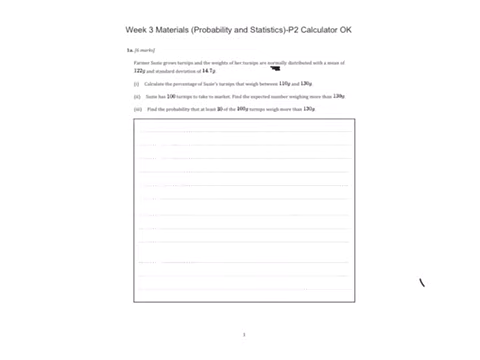 Week 3 Materials (Probability and Statistics)-P2 Calculator OK
1a. [6 marks]
Farmer Suzie grows turnips and the weights of her turnips are normally distributed with a mean of
122g and standard deviation of 14.7g.
(i) Calculate the percentage of Suzie's turnips that weigh between 110g and 130g.
(ii) Suzie has 100 turnips to take to market. Find the expected number weighing more than 130g.
(iii) Find the probability that at least 30 of the 100g turnips weigh more than 130g.
1